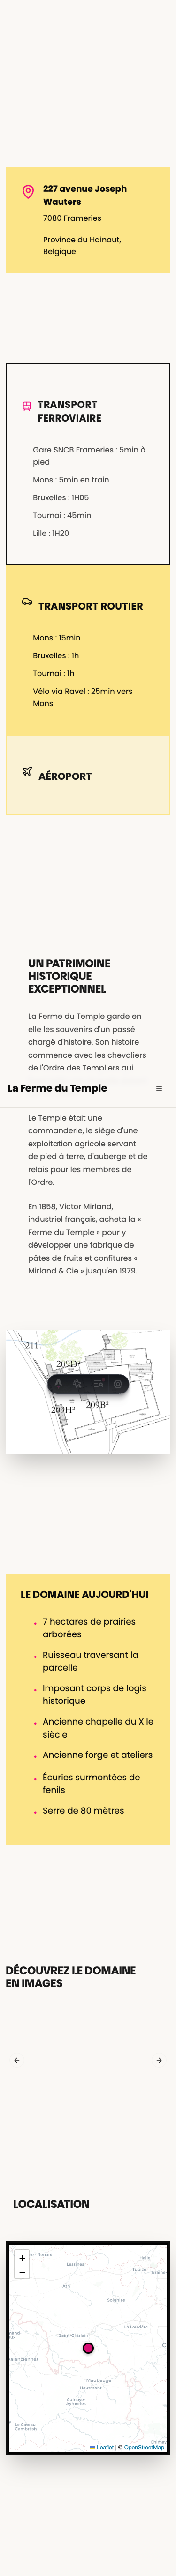 227 avenue Joseph
Wauters
7080 Frameries
Province du Hainaut,
Belgique
TRANSPORT
FERROVIAIRE
Gare SNCB Frameries : 5min à
pied
Mons : 5min en train
Bruxelles : 1H05
Tournai : 45min
Lille : 1H20
TRANSPORT ROUTIER
Mons : 15min
Bruxelles : 1h
Tournai : 1h
Vélo via Ravel : 25min vers
Mons
AÉROPORT
UN PATRIMOINE
HISTORIQUE
EXCEPTIONNEL
La Ferme du Temple garde en
elle les souvenirs d'un passé
chargé d'histoire. Son histoire
commence avec les chevaliers
de l'Ordre des Templiers qui
La Ferme du Temple
Le Temple était une
commanderie, le siège d'une
exploitation agricole servant
de pied à terre, d'auberge et de
relais pour les membres de
l'Ordre.
En 1858, Victor Mirland,
industriel français, acheta la «
Ferme du Temple » pour y
développer une fabrique de
pâtes de fruits et confitures «
Mirland & Cie » jusqu'en 1979.
211
209D²
209H² 209B²
LE DOMAINE AUJOURD'HUI
7 hectares de prairies
arborées
Ruisseau traversant la
parcelle
Imposant corps de logis
historique
Ancienne chapelle du XIIe
siècle
Ancienne forge et ateliers
Écuries surmontées de
fenils
Serre de 80 mètres
DÉCOUVREZ LE DOMAINE
EN IMAGES
LOCALISATION
+
−
Lessines
Halle
Tubize
Ath
Soignies
La Louvière
Saint-Ghislain
Valenciennes
Maubeuge
Hautmont
Aulnoye-
Aymeries
Le Cateau-
Cambrésis
Leaflet | © OpenStreetMap